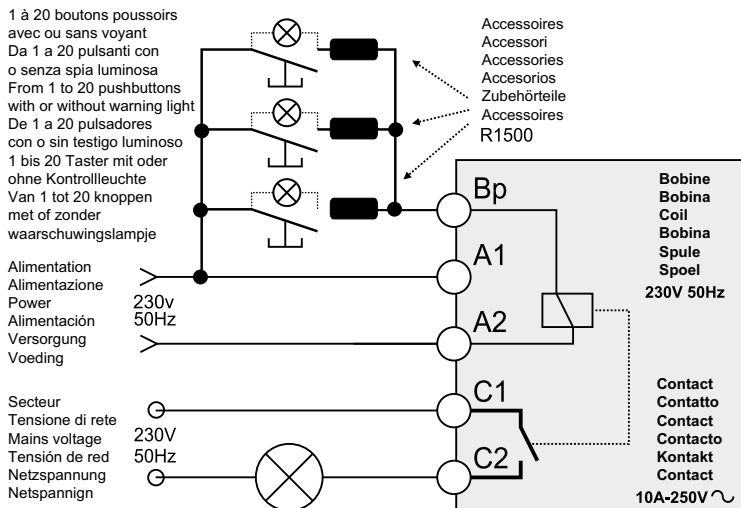 1 à 20 boutons poussoirs
avec ou sans voyant
Da 1 a 20 pulsanti con
o senza spia luminosa
From 1 to 20 pushbuttons
with or without warning light
De 1 a 20 pulsadores
con o sin testigo luminoso
1 bis 20 Taster mit oder
ohne Kontrollleuchte
Van 1 tot 20 knoppen
met of zonder
waarschuwingslampje
Accessoires
Accessori
Accessories
Accesorios
Zubehörteile
Accessoires
R1500
Bp
Bobine
Bobina
Coil
Bobina
Spule
Spoel
230V 50Hz
Alimentation
Alimentazione
Power
Alimentación
Versorgung
Voeding
230v
50Hz
A1
A2
Secteur
Tensione di rete
Mains voltage
Tensión de red
Netzspannung
Netspannign
230V
50Hz
C1
C2
Contact
Contatto
Contact
Contacto
Kontakt
Contact
10A-250V